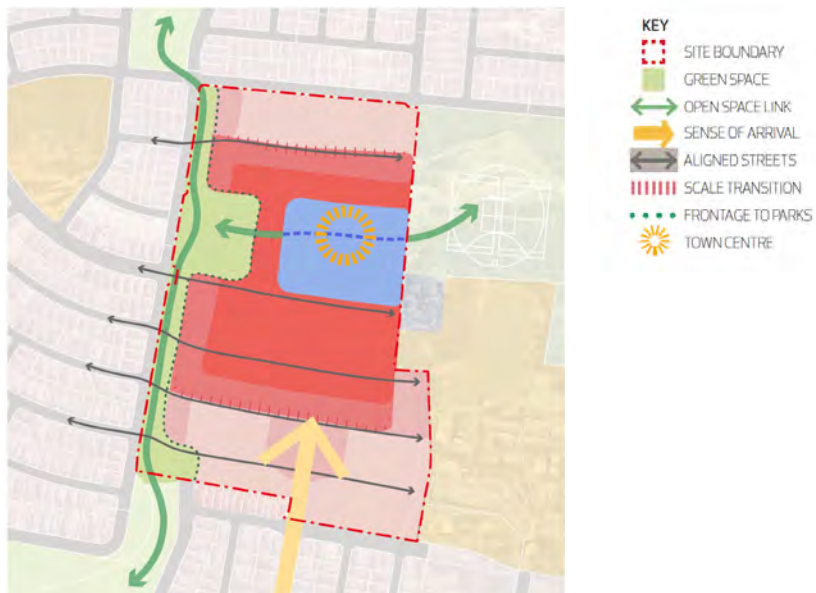 KEY
SITE BOUNDARY
GREEN SPACE
OPEN SPACE LINK
SENSE OF ARRIVAL
ALIGNED STREETS
SCALE TRANSITION
FRONTAGE TO PARKS
TOWN CENTRE